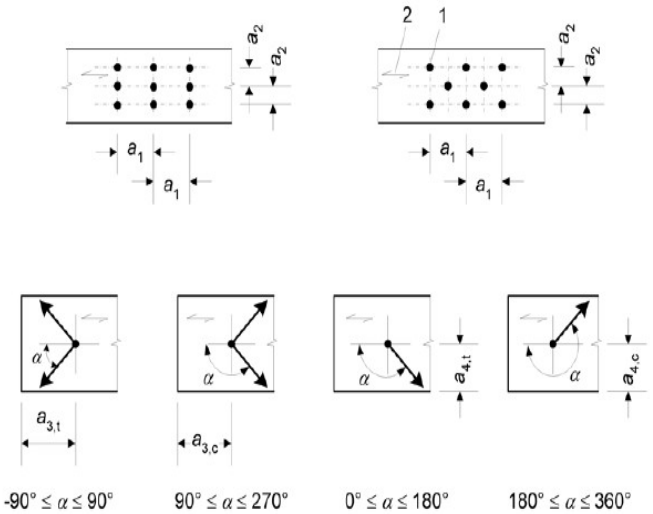 2 1
a2 a2
a2 a2
a1 a1
a1 a1
α α α α
a4,t a4,c
a3,t a3,c
-90° ≤ α ≤ 90° 90° ≤ α ≤ 270° 0° ≤ α ≤ 180° 180° ≤ α ≤ 360°